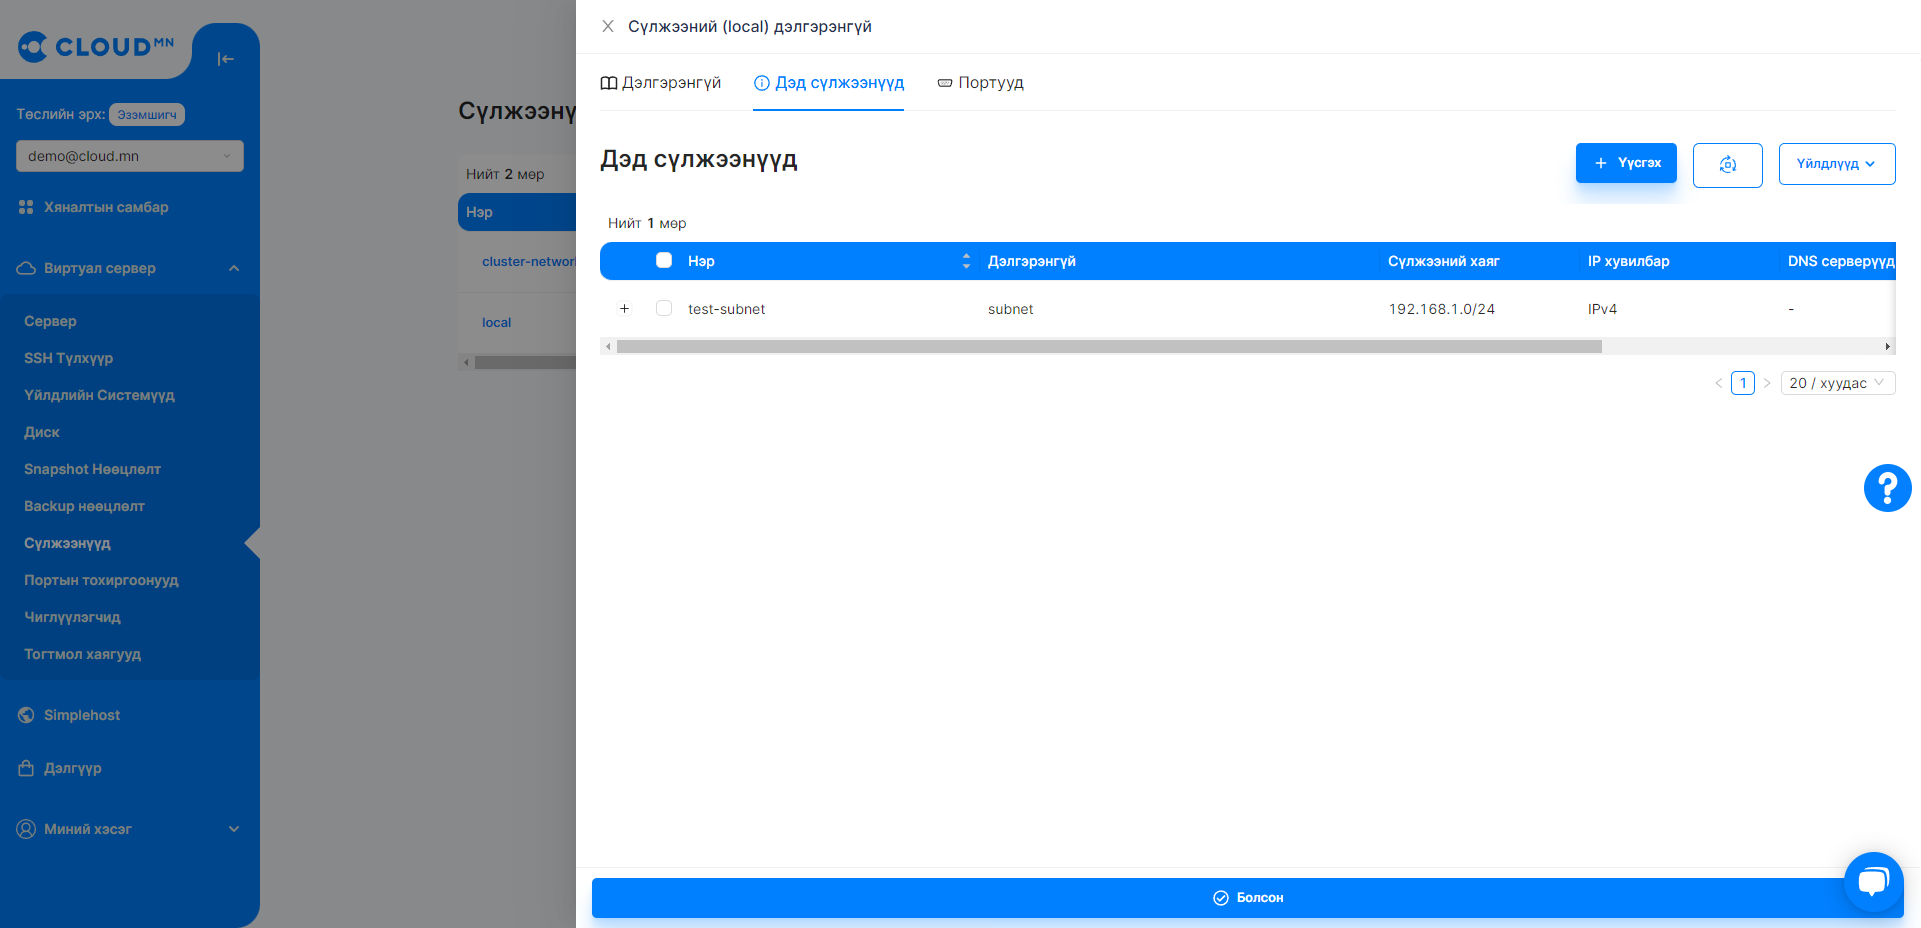 CLOUD MN
Төслийн эрх: Эзэмшигч
demo@cloud.mn
Хяналтын самбар
Виртуал сервер
Сервер
SSH Түлхүүр
Үйлдлийн Системүүд
Диск
Snapshot Нөөцлөлт
Backup нөөцлөлт
Сүлжээнүүд
Портын тохиргоонууд
Чиглүүлэгчид
Тогтмол хаягууд
Simplehost
Дэлгүүр
Миний хэсэг
Сүлжээну
Нийт 2 мөр
Нэр
cluster-networ
local
Сүлжээний (local) дэлгэрэнгүй
Дэлгэрэнгүй Дэд сүлжээнүүд Портууд
Дэд сүлжээнүүд
Үүсгэх Үйлдлүүд
Нийт 1 мөр
Нэр Дэлгэрэнгүй Сүлжээний хаяг IP хувилбар DNS серверүүд
test-subnet subnet 192.168.1.0/24 IPv4 -
1 20 / хуудас
Болсон